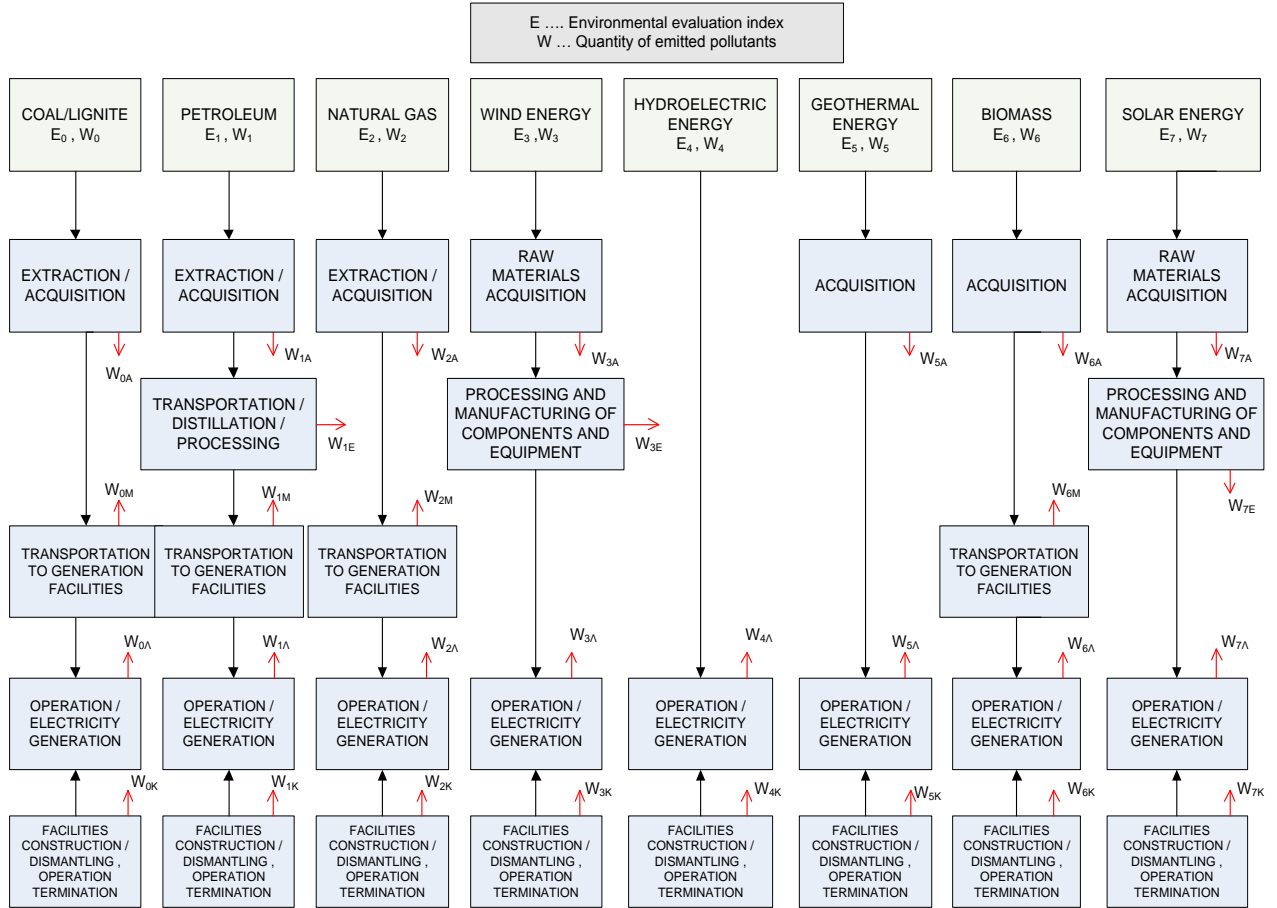 E .... Environmental evaluation index
W ... Quantity of emitted pollutants
COAL/LIGNITE
E₀ , W₀
PETROLEUM
E₁ , W₁
NATURAL GAS
E₂ , W₂
WIND ENERGY
E₃ ,W₃
HYDROELECTRIC
ENERGY
E₄ , W₄
GEOTHERMAL
ENERGY
E₅ , W₅
BIOMASS
E₆ , W₆
SOLAR ENERGY
E₇ , W₇
EXTRACTION /
ACQUISITION
EXTRACTION /
ACQUISITION
EXTRACTION /
ACQUISITION
RAW
MATERIALS
ACQUISITION
ACQUISITION
ACQUISITION
RAW
MATERIALS
ACQUISITION
W0A
W1A
W2A
W3A
W5A
W6A
W7A
TRANSPORTATION /
DISTILLATION /
PROCESSING
W1E
PROCESSING AND
MANUFACTURING OF
COMPONENTS AND
EQUIPMENT
W3E
PROCESSING AND
MANUFACTURING OF
COMPONENTS AND
EQUIPMENT
W7E
W0M
W1M
W2M
W6M
TRANSPORTATION
TO GENERATION
FACILITIES
TRANSPORTATION
TO GENERATION
FACILITIES
TRANSPORTATION
TO GENERATION
FACILITIES
TRANSPORTATION
TO GENERATION
FACILITIES
W0Λ
W1Λ
W2Λ
W3Λ
W4Λ
W5Λ
W6Λ
W7Λ
OPERATION /
ELECTRICITY
GENERATION
OPERATION /
ELECTRICITY
GENERATION
OPERATION /
ELECTRICITY
GENERATION
OPERATION /
ELECTRICITY
GENERATION
OPERATION /
ELECTRICITY
GENERATION
OPERATION /
ELECTRICITY
GENERATION
OPERATION /
ELECTRICITY
GENERATION
OPERATION /
ELECTRICITY
GENERATION
W0K
W1K
W2K
W3K
W4K
W5K
W6K
W7K
FACILITIES
CONSTRUCTION /
DISMANTLING ,
OPERATION
TERMINATION
FACILITIES
CONSTRUCTION /
DISMANTLING ,
OPERATION
TERMINATION
FACILITIES
CONSTRUCTION /
DISMANTLING ,
OPERATION
TERMINATION
FACILITIES
CONSTRUCTION /
DISMANTLING ,
OPERATION
TERMINATION
FACILITIES
CONSTRUCTION /
DISMANTLING ,
OPERATION
TERMINATION
FACILITIES
CONSTRUCTION /
DISMANTLING ,
OPERATION
TERMINATION
FACILITIES
CONSTRUCTION /
DISMANTLING ,
OPERATION
TERMINATION
FACILITIES
CONSTRUCTION /
DISMANTLING ,
OPERATION
TERMINATION